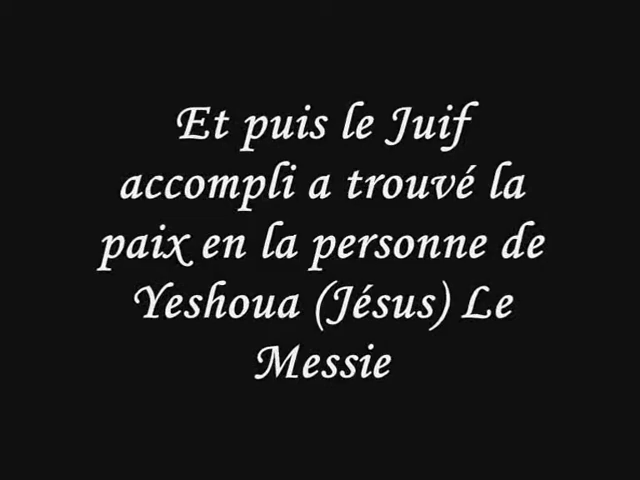 Et puis le Juif
accompli a trouvé la
paix en la personne de
Yeshoua (Jésus) Le
Messie